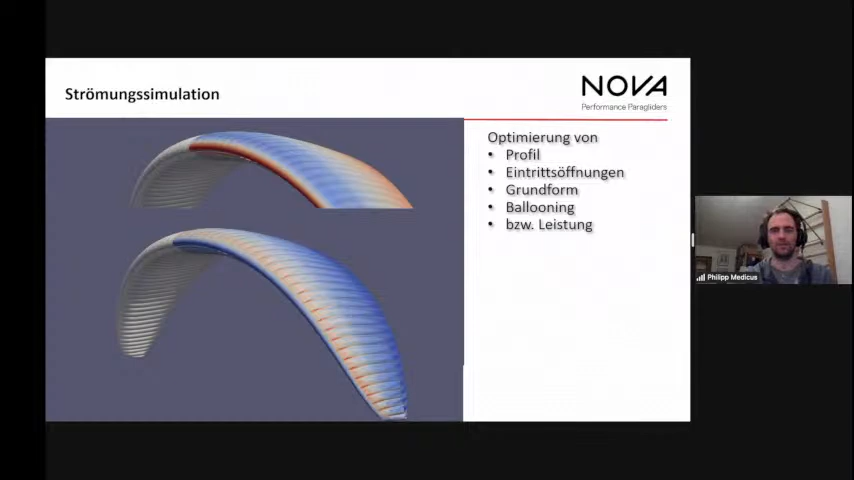 Strömungssimulation
NOVA
Performance Paragliders
Optimierung von
• Profil
• Eintrittsöffnungen
• Grundform
• Ballooning
• bzw. Leistung
Philipp Medicus